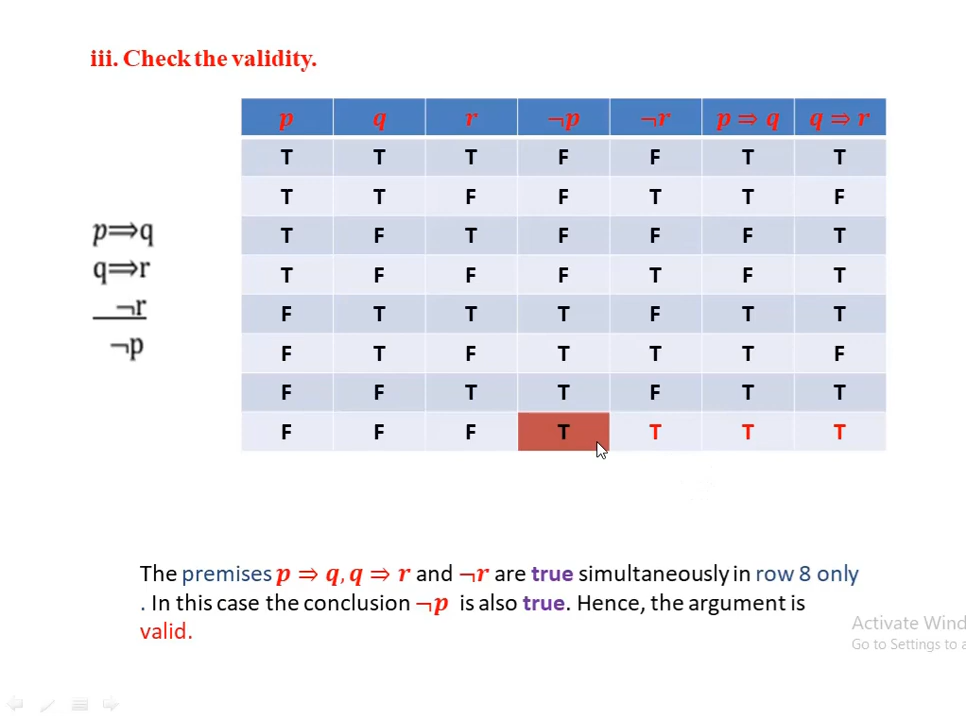 iii. Check the validity.
p q r ¬p ¬r p ⇒ q q ⇒ r
T T T F F T T
T T F F T T F
T F T F F F T
T F F F T F T
F T T T F T T
F T F T T T F
F F T T F T T
F F F T T T T
p⟹q
q⟹r
¬r
¬p
The premises p ⇒ q, q ⇒ r and ¬r are true simultaneously in row 8 only
. In this case the conclusion ¬p is also true. Hence, the argument is
valid.
Activate Wind
Go to Settings to a